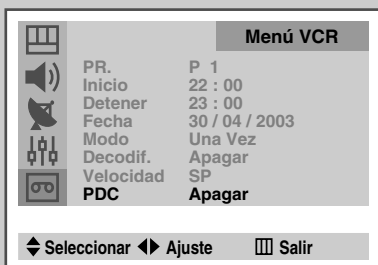 Menú VCR
PR. P 1
Inicio 22 : 00
Detener 23 : 00
Fecha 30 / 04 / 2003
Modo Una Vez
Decodif. Apagar
Velocidad SP
PDC Apagar
Seleccionar Ajuste Salir